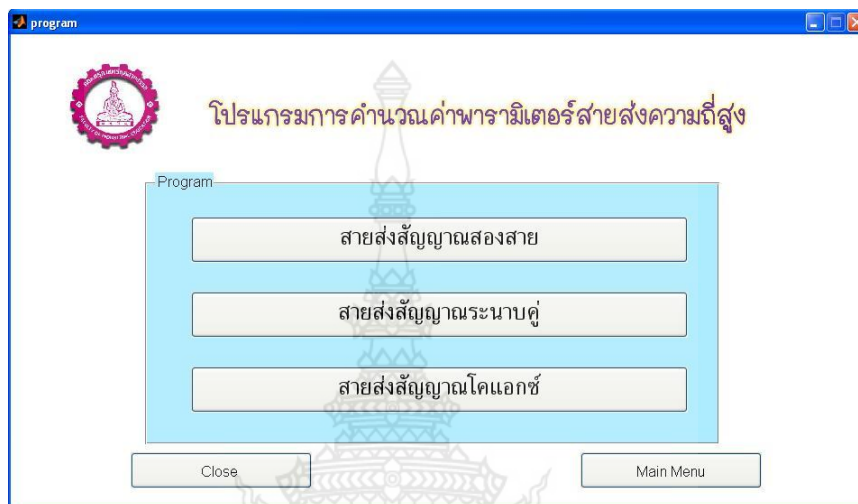 program
โปรแกรมการคำนวณค่าพารามิเตอร์สายส่งความถี่สูง
Program
สายส่งสัญญาณสองสาย
สายส่งสัญญาณระนาบคู่
สายส่งสัญญาณโคแอกซ์
Close
Main Menu